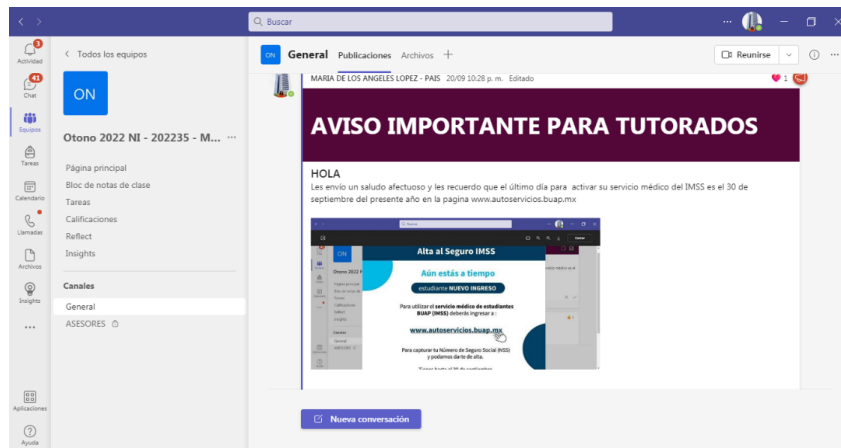 Buscar
3
Actividad
41
Chat
Equipos
Tareas
Calendario
Llamadas
Archivos
Insights
Aplicaciones
Ayuda
Todos los equipos
ON
Otono 2022 NI - 202235 - M...
Página principal
Bloc de notas de clase
Tareas
Calificaciones
Reflect
Insights
Canales
General
ASESORES
ON General Publicaciones Archivos
Reunirse
MARIA DE LOS ANGELES LOPEZ - PAIS 20/09 10:28 p. m. Editado
1
AVISO IMPORTANTE PARA TUTORADOS
HOLA
Les envío un saludo afectuoso y les recuerdo que el último día para activar su servicio médico del IMSS es el 30 de
septiembre del presente año en la pagina www.autoservicios.buap.mx
ON
Alta al Seguro IMSS
Aún estás a tiempo
estudiante NUEVO INGRESO
Para utilizar el servicio médico de estudiantes
BUAP (IMSS) deberás ingresar a :
www.autoservicios.buap.mx
Para capturar tu Número de Seguro Social (NSS)
y podamos darte de alta.
Nueva conversación